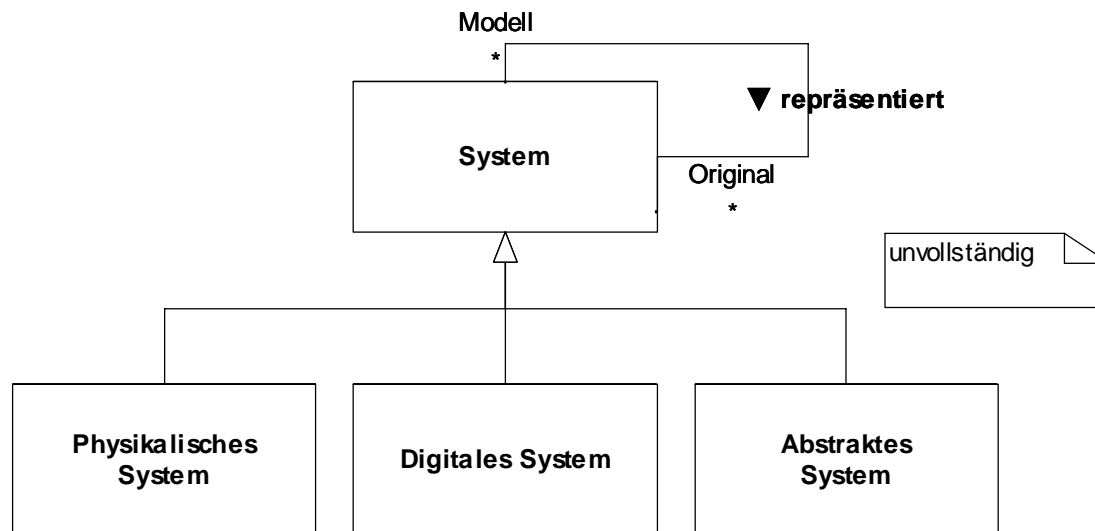 Modell
*
▼ repräsentiert
System
Original
*
unvollständig
Physikalisches
System
Digitales System
Abstraktes
System